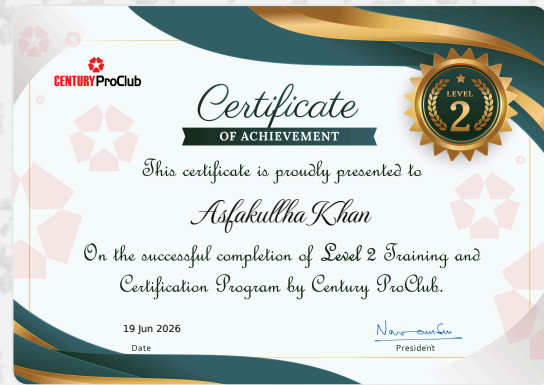 CENTURY ProClub
LEVEL
2
Certificate
OF ACHIEVEMENT
This certificate is proudly presented to
Asfakullha Khan
On the successful completion of Level 2 Training and
Certification Program by Century ProClub.
19 Jun 2026
Date
President